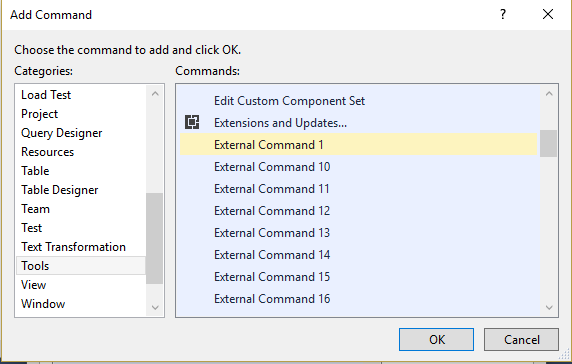 Add Command
?
Choose the command to add and click OK.
Categories:
Commands:
Load Test
Project
Query Designer
Resources
Table
Table Designer
Team
Test
Text Transformation
Tools
View
Window
Edit Custom Component Set
Extensions and Updates...
External Command 1
External Command 10
External Command 11
External Command 12
External Command 13
External Command 14
External Command 15
External Command 16
OK
Cancel